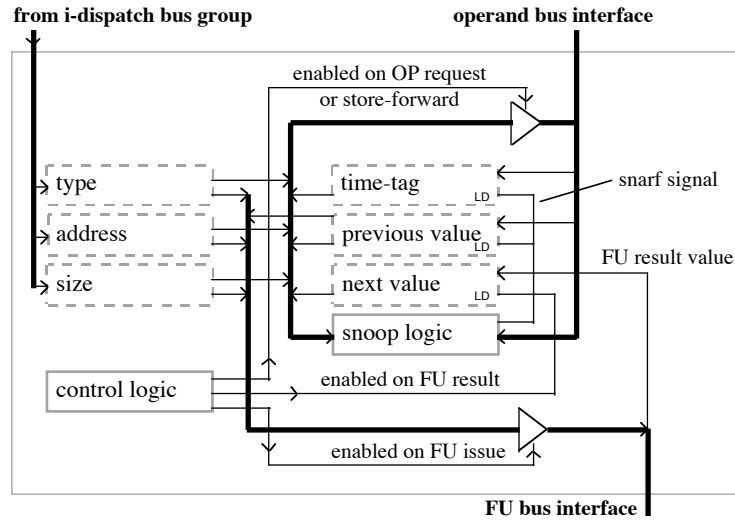 from i-dispatch bus group
operand bus interface
enabled on OP request
or store-forward
type
time-tag
LD
snarf signal
address
previous value
LD
FU result value
size
next value
LD
snoop logic
control logic
enabled on FU result
enabled on FU issue
FU bus interface